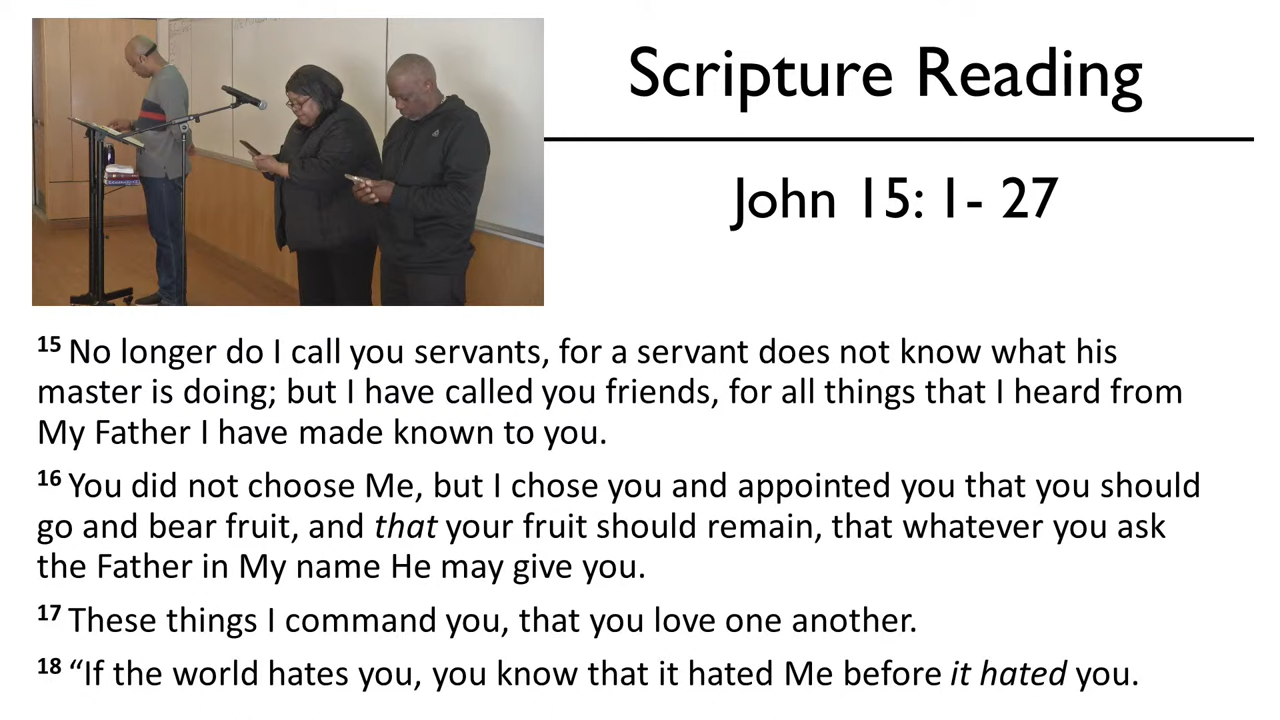 Scripture Reading
John 15: 1- 27
15 No longer do I call you servants, for a servant does not know what his
master is doing; but I have called you friends, for all things that I heard from
My Father I have made known to you.
16 You did not choose Me, but I chose you and appointed you that you should
go and bear fruit, and that your fruit should remain, that whatever you ask
the Father in My name He may give you.
17 These things I command you, that you love one another.
18 “If the world hates you, you know that it hated Me before it hated you.